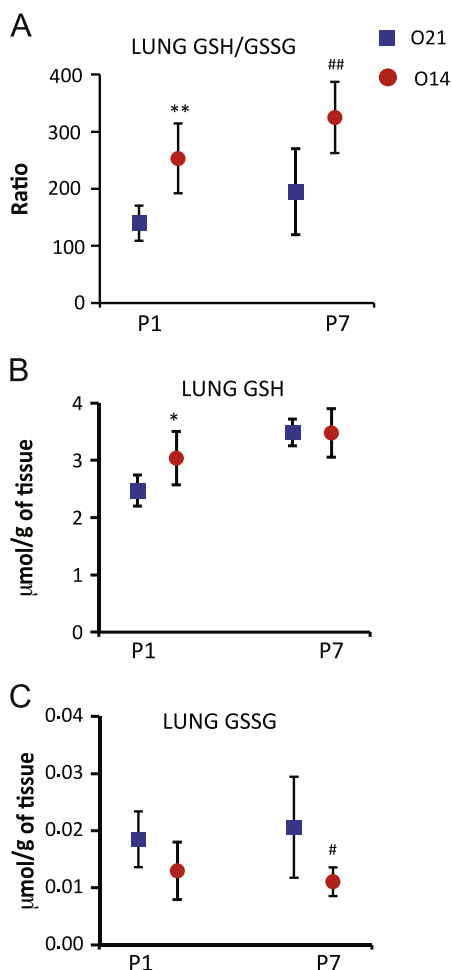 A
LUNG GSH/GSSG
O21
O14
**
##
400
300
200
100
0
Ratio
P1
P7
B
LUNG GSH
*
4
3
2
1
0
μmol/g of tissue
P1
P7
C
LUNG GSSG
#
0.04
0.03
0.02
0.01
0.00
μmol/g of tissue
P1
P7